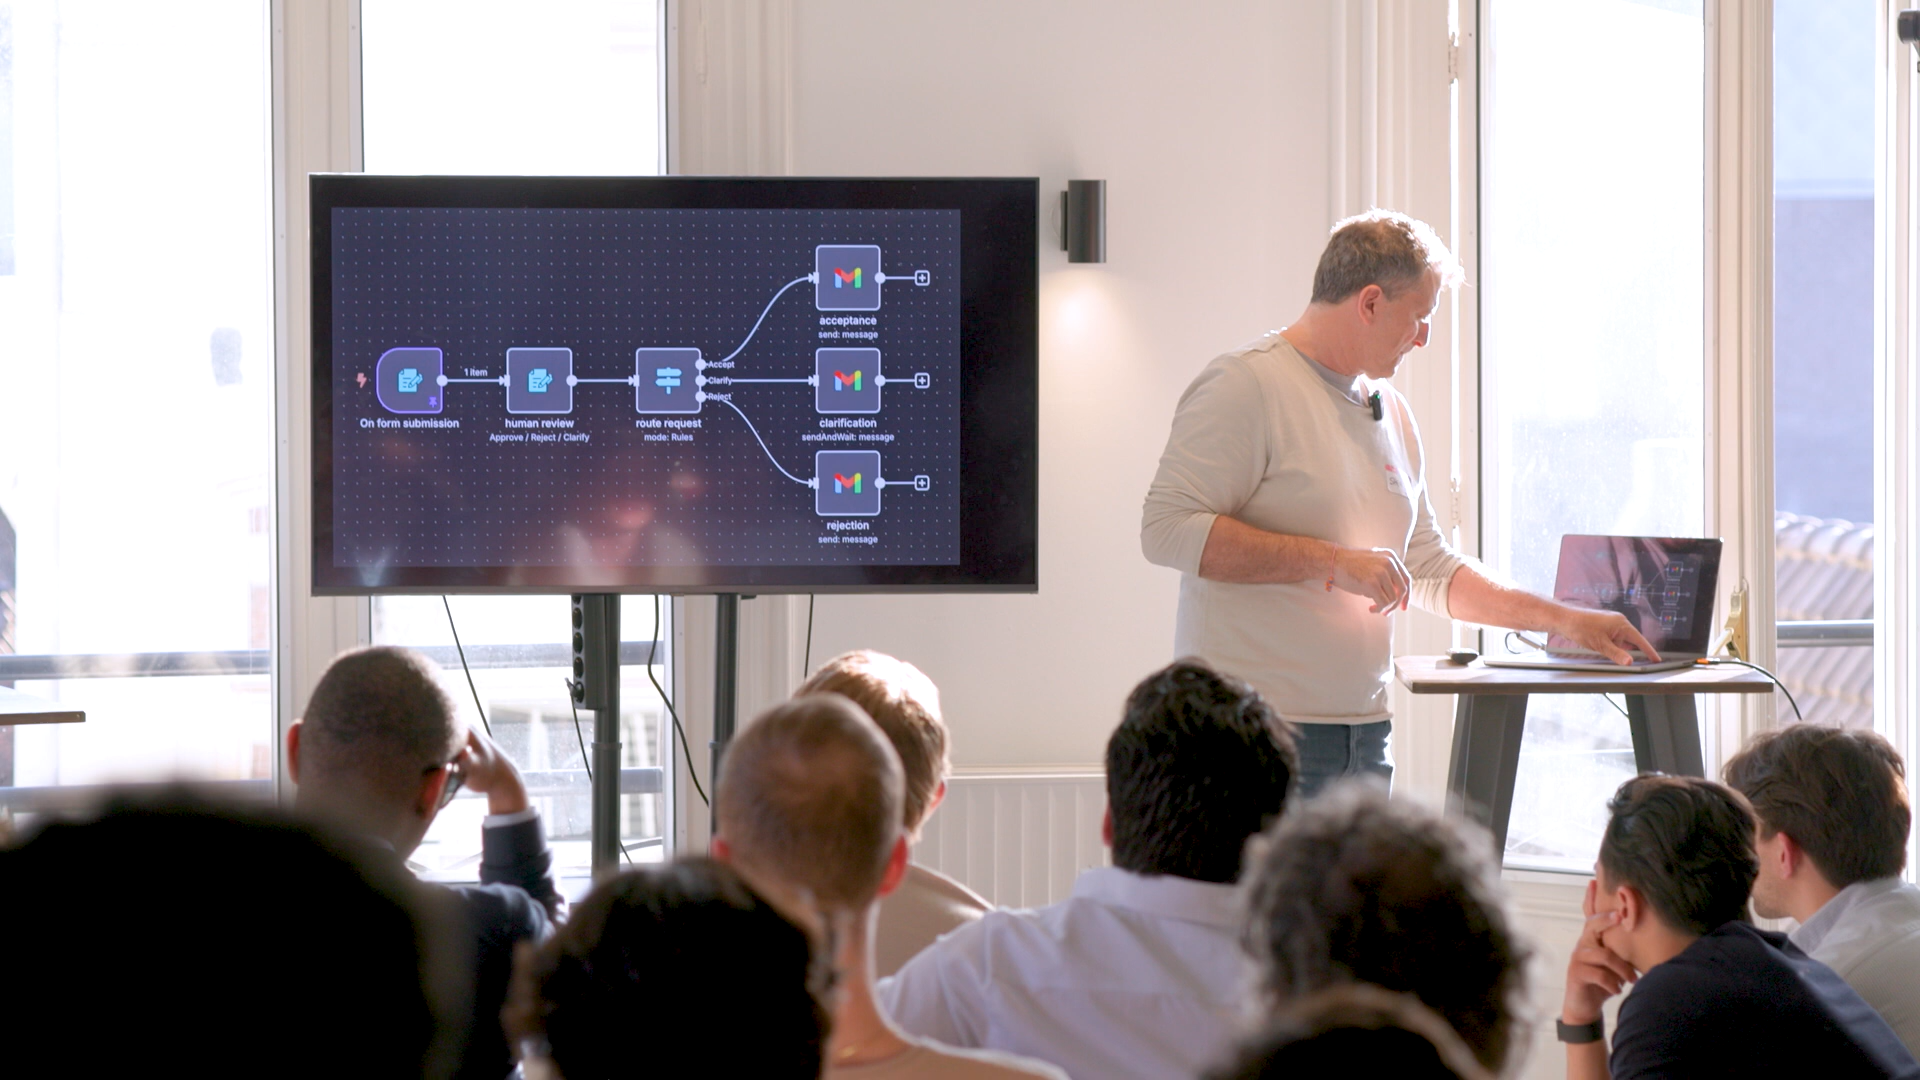 acceptance
send: message
Accept
1 item
Clarify
Reject
On form submission
human review
Approve / Reject / Clarify
route request
mode: Rules
clarification
sendAndWait: message
rejection
send: message